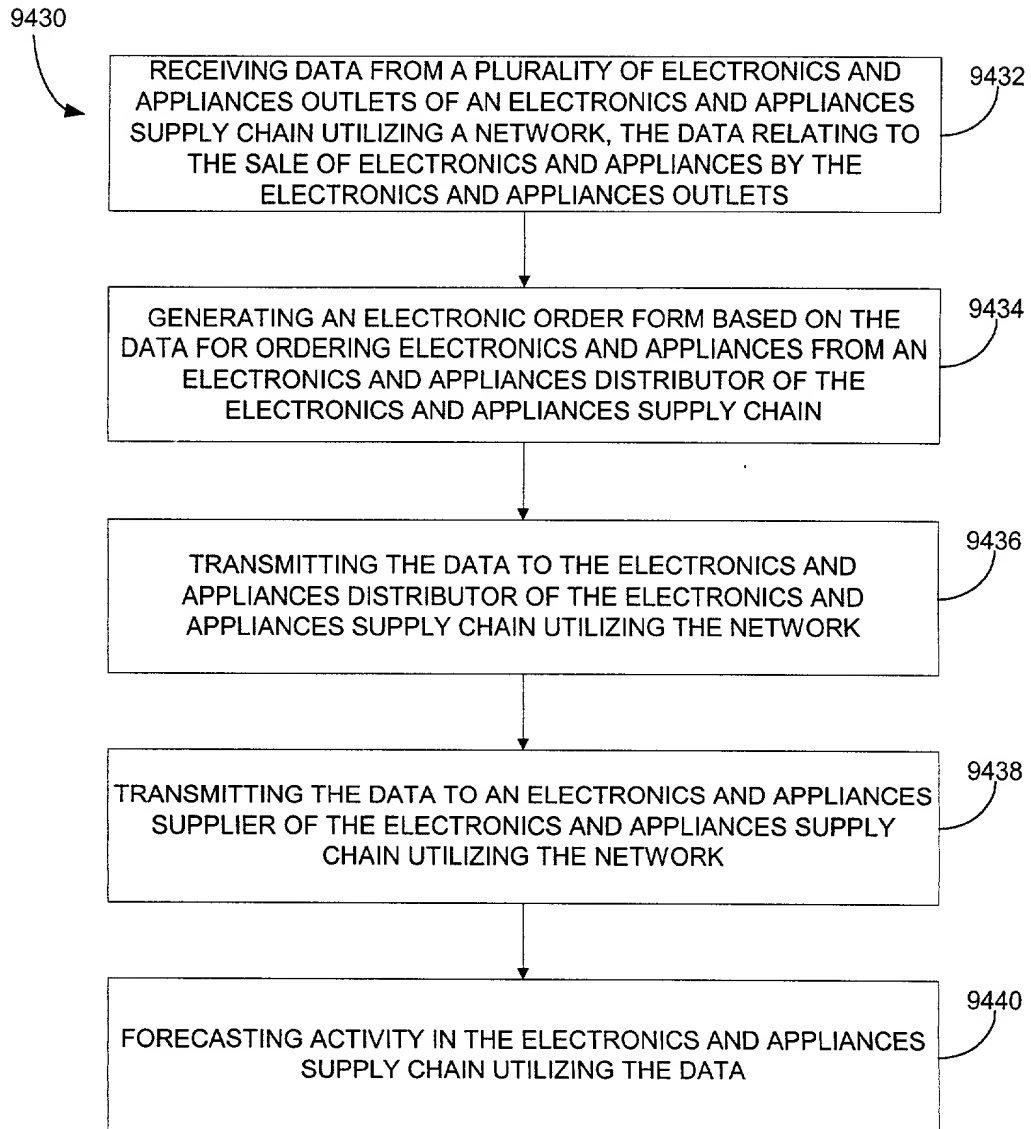 9430
RECEIVING DATA FROM A PLURALITY OF ELECTRONICS AND
APPLIANCES OUTLETS OF AN ELECTRONICS AND APPLIANCES
SUPPLY CHAIN UTILIZING A NETWORK, THE DATA RELATING TO
THE SALE OF ELECTRONICS AND APPLIANCES BY THE
ELECTRONICS AND APPLIANCES OUTLETS
9432
GENERATING AN ELECTRONIC ORDER FORM BASED ON THE
DATA FOR ORDERING ELECTRONICS AND APPLIANCES FROM AN
ELECTRONICS AND APPLIANCES DISTRIBUTOR OF THE
ELECTRONICS AND APPLIANCES SUPPLY CHAIN
9434
TRANSMITTING THE DATA TO THE ELECTRONICS AND
APPLIANCES DISTRIBUTOR OF THE ELECTRONICS AND
APPLIANCES SUPPLY CHAIN UTILIZING THE NETWORK
9436
TRANSMITTING THE DATA TO AN ELECTRONICS AND APPLIANCES
SUPPLIER OF THE ELECTRONICS AND APPLIANCES SUPPLY
CHAIN UTILIZING THE NETWORK
9438
FORECASTING ACTIVITY IN THE ELECTRONICS AND APPLIANCES
SUPPLY CHAIN UTILIZING THE DATA
9440